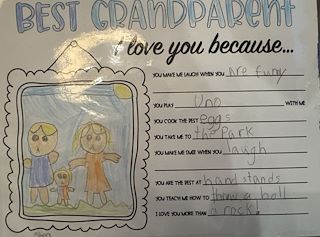 BEST GRANDPARENT
I love you because...
YOU MAKE ME LAUGH WHEN YOU are funny
YOU PLAY Uno WITH ME
YOU COOK THE BEST eggs
YOU TAKE ME TO the Park
YOU MAKE ME SMILE WHEN YOU laugh
YOU ARE THE BEST AT hand stands
YOU TEACH ME HOW TO throw a ball
I LOVE YOU MORE THAN a rock!